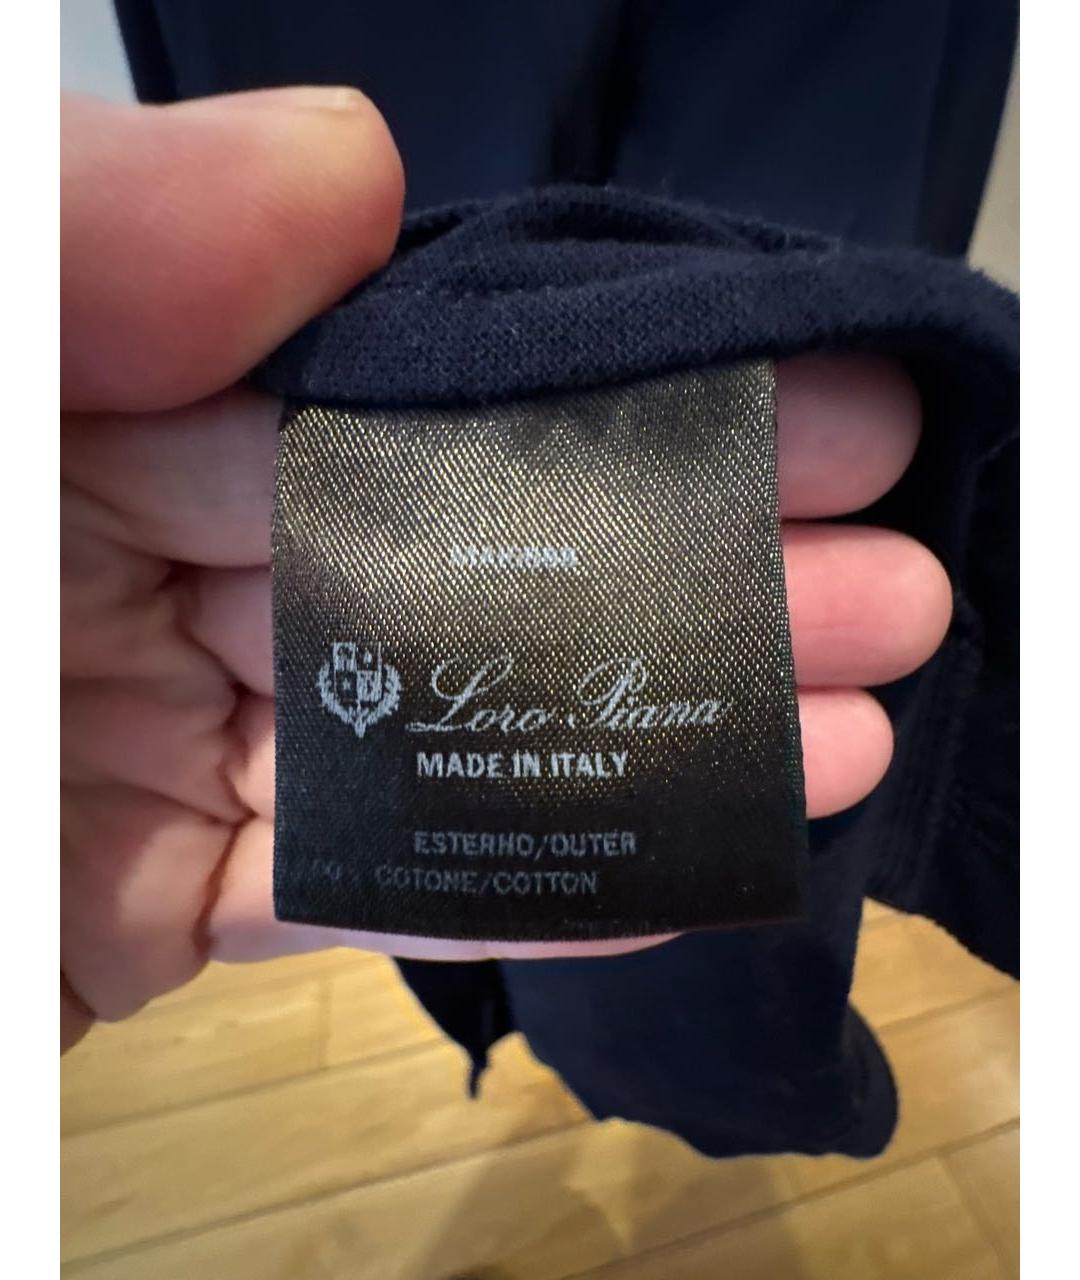 Loro Piana
MADE IN ITALY
ESTERNO/OUTER
COTONE/COTTON